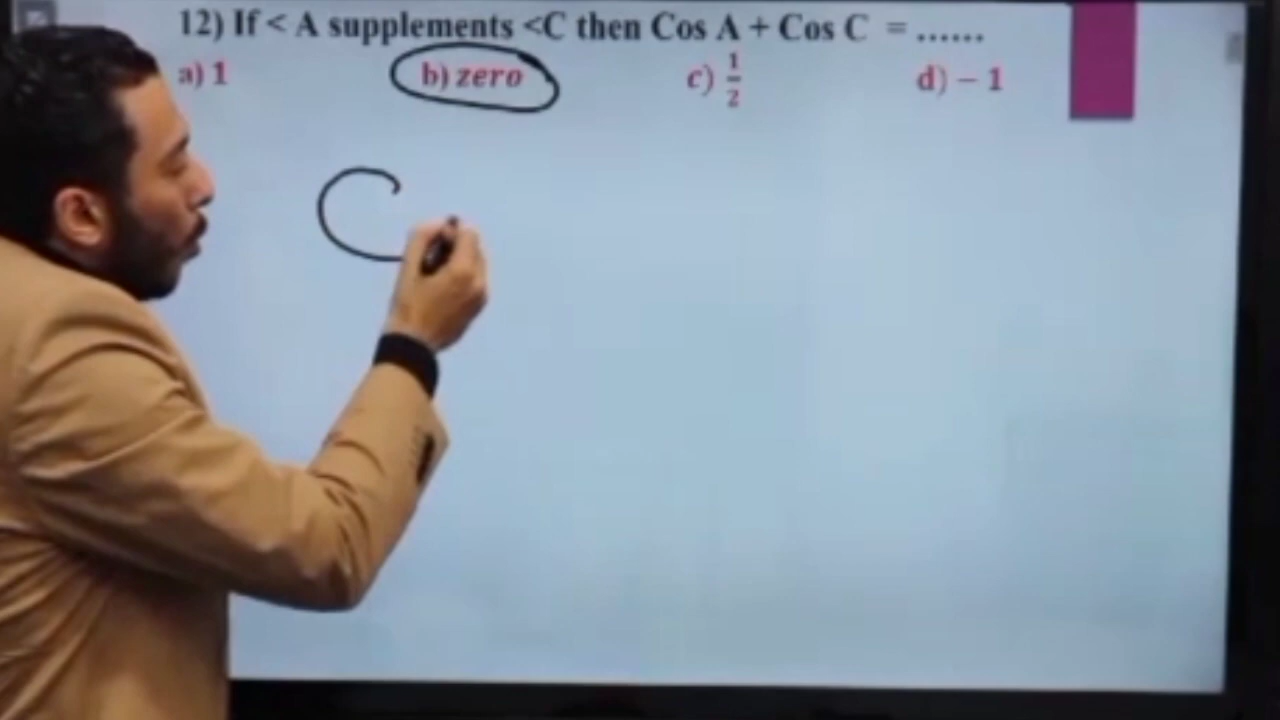 12) If < A supplements <C then Cos A + Cos C = ......
a) 1 b) zero c) 1/2 d) – 1
C